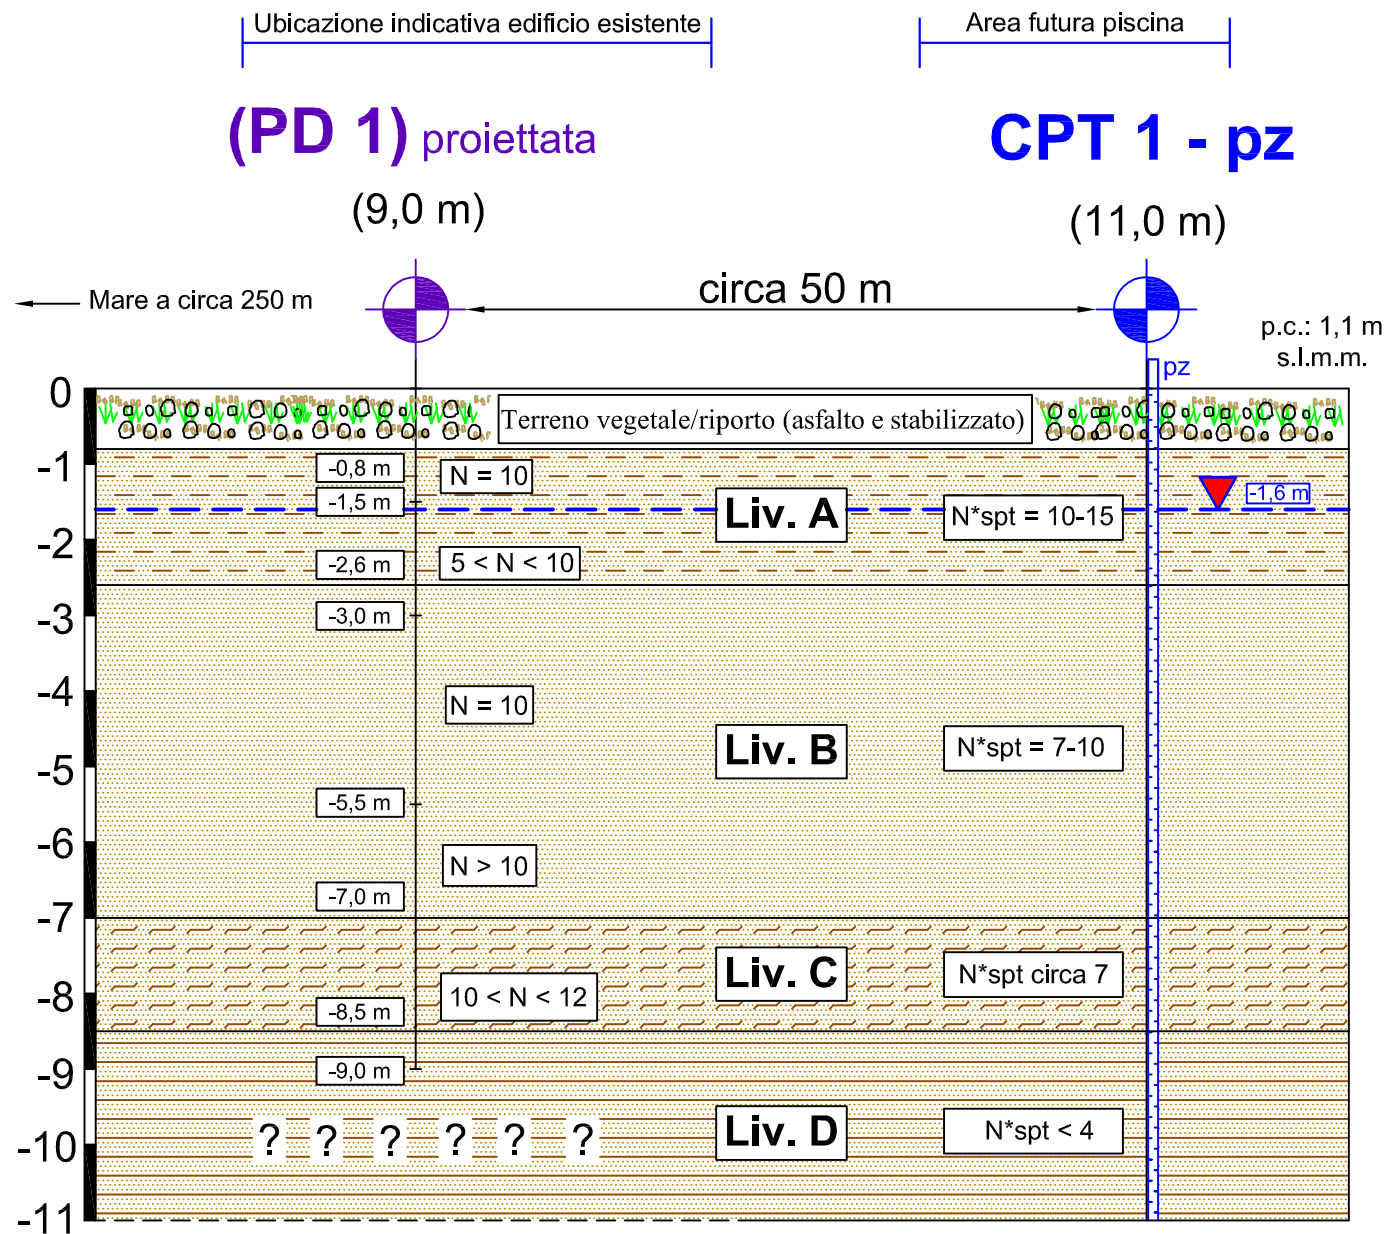 Ubicazione indicativa edificio esistente
Area futura piscina
(PD 1) proiettata
CPT 1 - pz
(9,0 m)
(11,0 m)
Mare a circa 250 m
circa 50 m
p.c.: 1,1 m
s.l.m.m.
pz
0
Terreno vegetale/riporto (asfalto e stabilizzato)
-1
-0,8 m
N = 10
-1,5 m
Liv. A
N*spt = 10-15
-1,6 m
-2
-2,6 m
5 < N < 10
-3
-3,0 m
-4
N = 10
Liv. B
N*spt = 7-10
-5
-5,5 m
-6
N > 10
-7,0 m
-7
Liv. C
N*spt circa 7
-8
-8,5 m
10 < N < 12
-9
-9,0 m
? ? ? ? ? ?
Liv. D
N*spt < 4
-10
-11